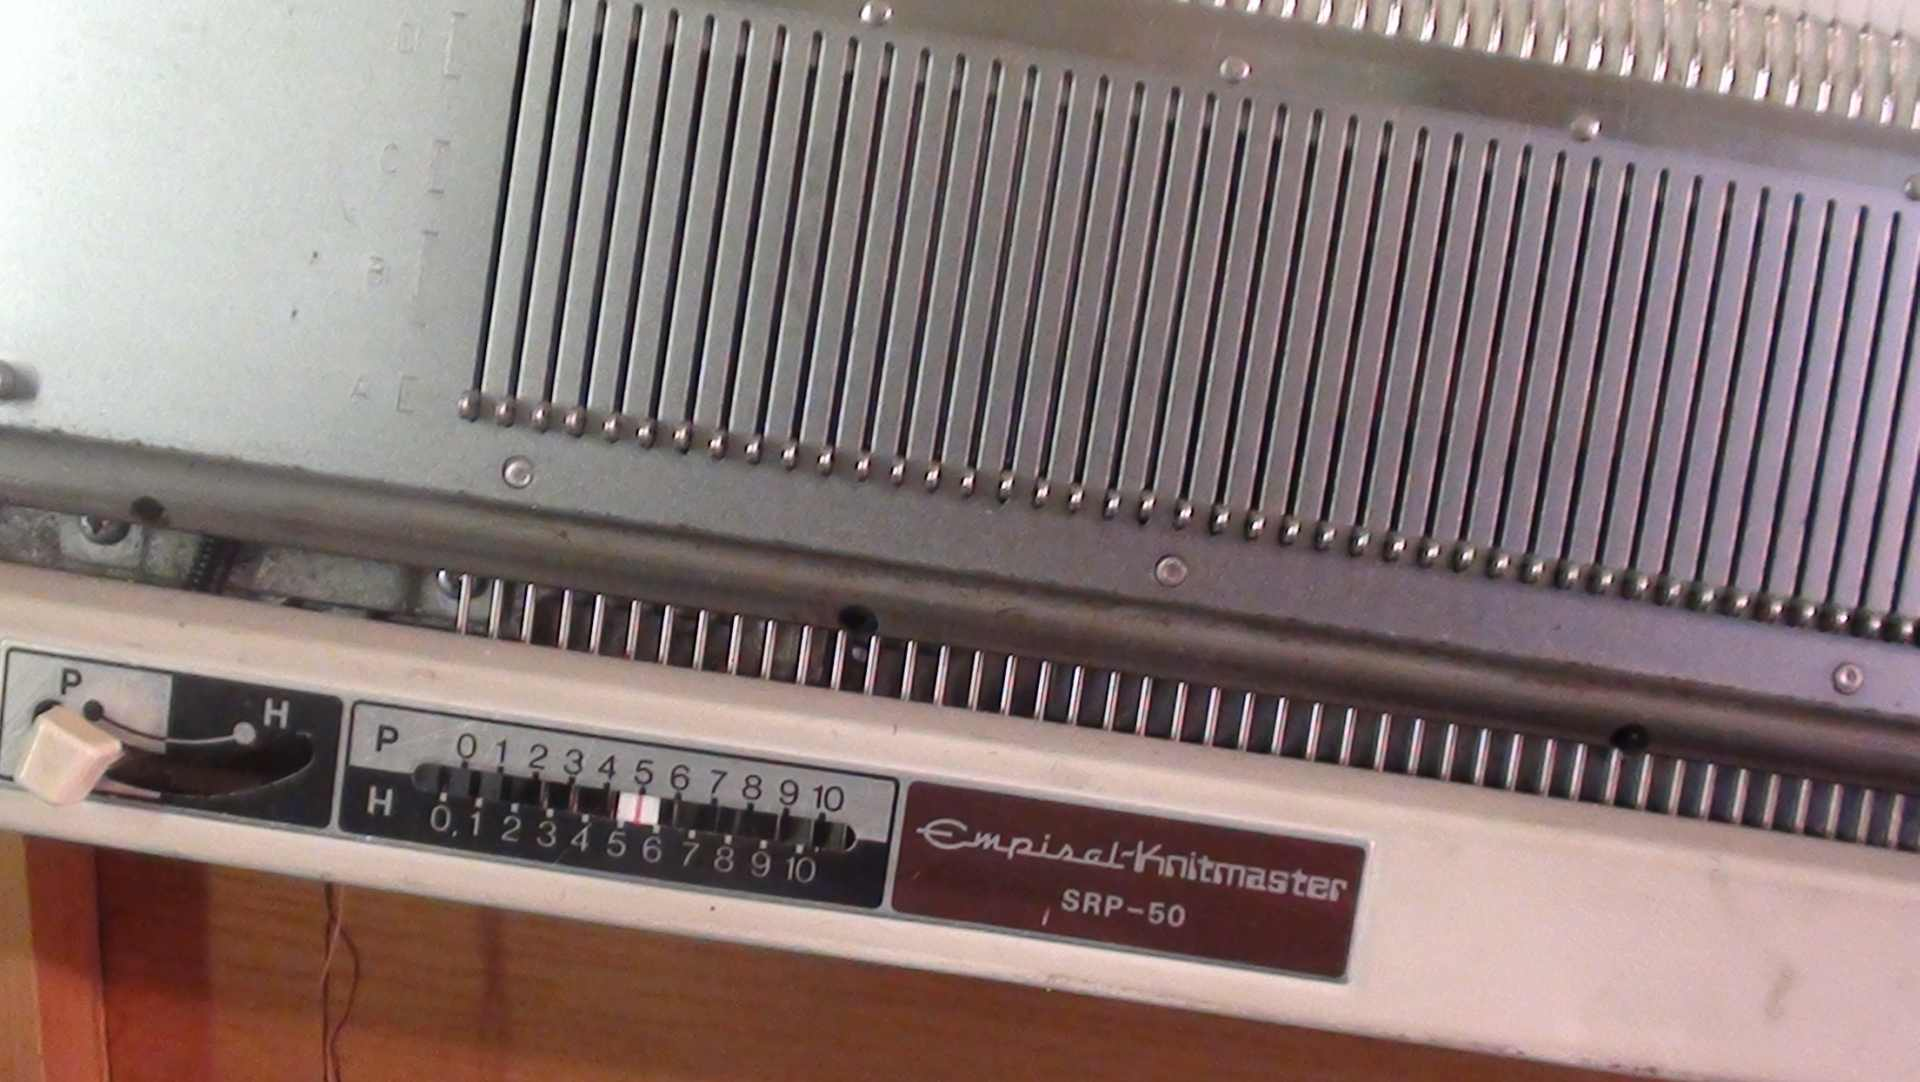 D
C
B
A E
P
H
P 0 1 2 3 4 5 6 7 8 9 10
H 0 1 2 3 4 5 6 7 8 9 10
Empisal-Knitmaster
SRP-50